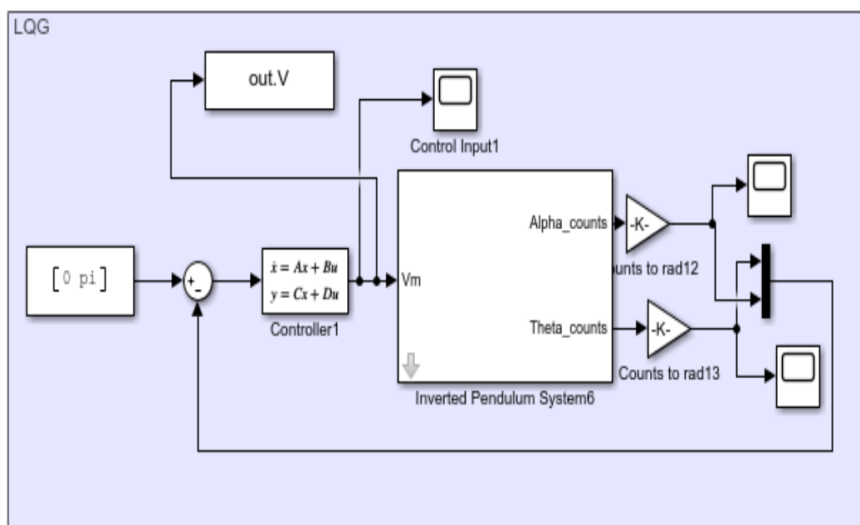 LQG
out.V
Control Input1
Alpha_counts
-K-
unts to rad12
[0 pi]
+
-
ẋ = Ax + Bu
y = Cx + Du
Vm
Controller1
Theta_counts
-K-
Counts to rad13
Inverted Pendulum System6